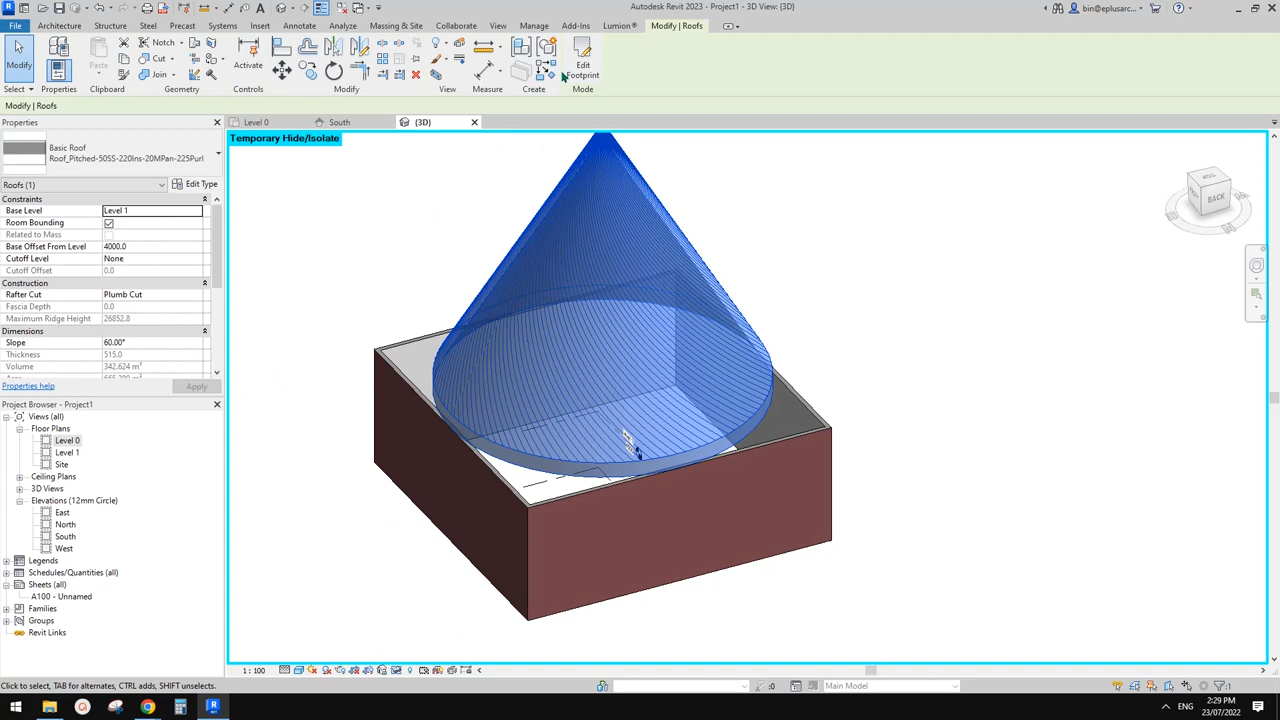 Autodesk Revit 2023 - Project1 - 3D View: {3D}
bin@eplusarc...
File Architecture Structure Steel Precast Systems Insert Annotate Analyze Massing & Site Collaborate View Manage Add-Ins Lumion® Modify | Roofs
Modify Paste Notch Cut Join Activate Edit Footprint
Select Properties Clipboard Geometry Controls Modify View Measure Create Mode
Modify | Roofs
Properties
Level 0 South {3D}
Temporary Hide/Isolate
Basic Roof
Roof_Pitched-50SS-220Ins-20MPan-225Purl
Roofs (1) Edit Type
Constraints
Base Level Level 1
Room Bounding
Related to Mass
Base Offset From Level 4000.0
Cutoff Level None
Cutoff Offset 0.0
Construction
Rafter Cut Plumb Cut
Fascia Depth 0.0
Maximum Ridge Height 26852.8
Dimensions
Slope 60.00°
Thickness 515.0
Volume 342.624 m³
Properties help Apply
Project Browser - Project1
Views (all)
Floor Plans
Level 0
Level 1
Site
Ceiling Plans
3D Views
Elevations (12mm Circle)
East
North
South
West
Legends
Schedules/Quantities (all)
Sheets (all)
A100 - Unnamed
Families
Groups
Revit Links
BACK
1 : 100
Click to select, TAB for alternates, CTRL adds, SHIFT unselects.
:0
Main Model
:1
ENG
2:29 PM
23/07/2022